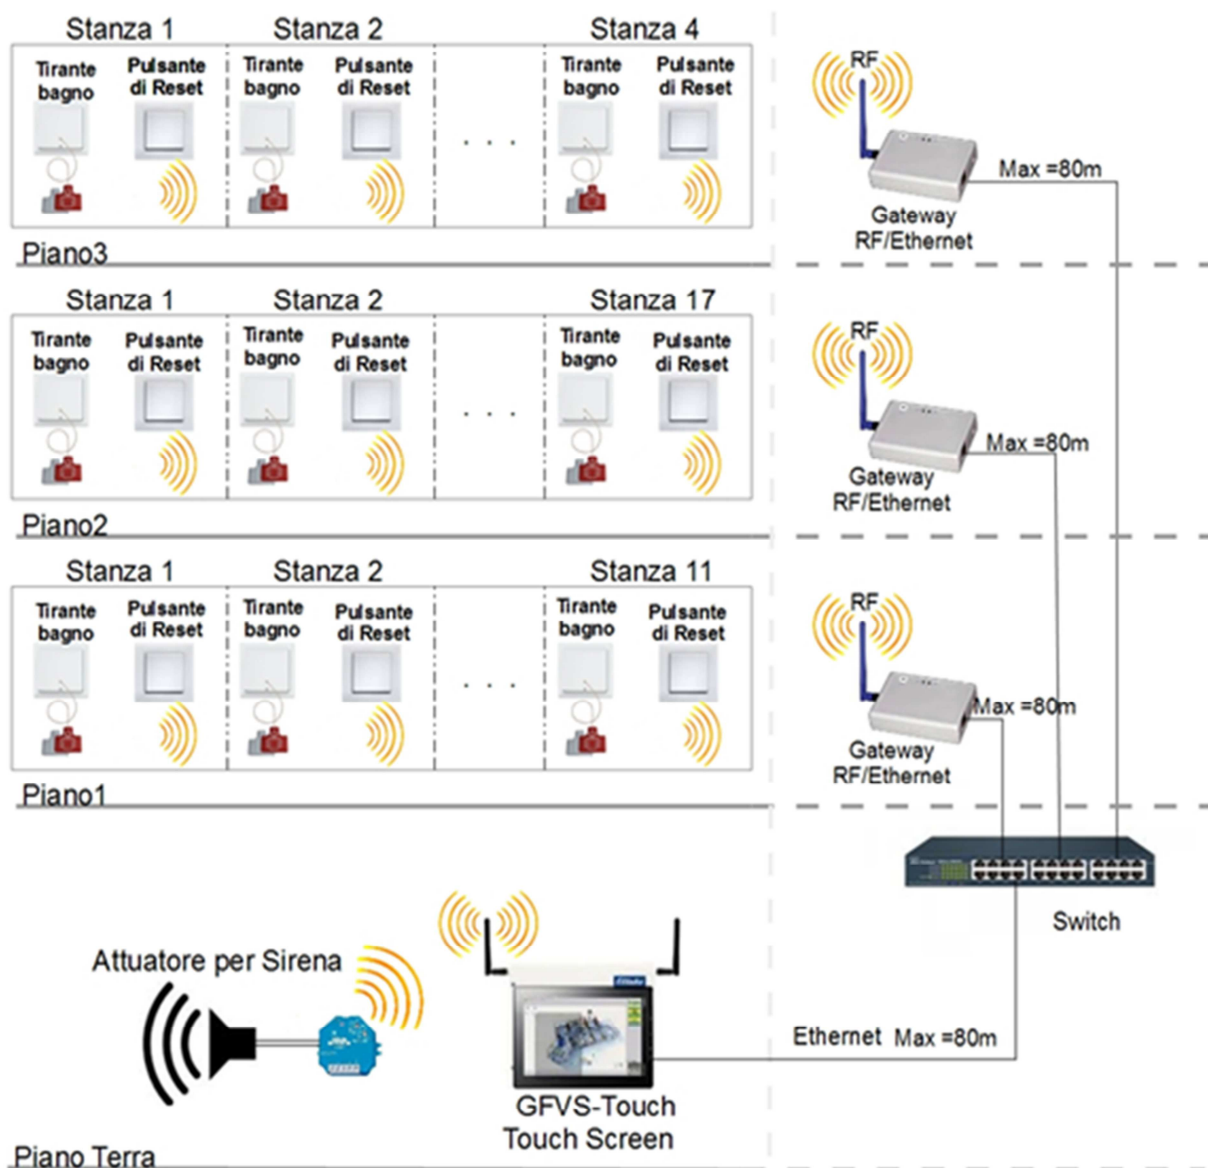 Stanza 1 Stanza 2 Stanza 4
Tirante bagno
Pulsante di Reset
Tirante bagno
Pulsante di Reset
. . .
Tirante bagno
Pulsante di Reset
RF
Max =80m
Gateway
RF/Ethernet
Piano3
Stanza 1 Stanza 2 Stanza 17
Tirante bagno
Pulsante di Reset
Tirante bagno
Pulsante di Reset
. . .
Tirante bagno
Pulsante di Reset
RF
Max =80m
Gateway
RF/Ethernet
Piano2
Stanza 1 Stanza 2 Stanza 11
Tirante bagno
Pulsante di Reset
Tirante bagno
Pulsante di Reset
. . .
Tirante bagno
Pulsante di Reset
RF
Max =80m
Gateway
RF/Ethernet
Piano1
Switch
Attuatore per Sirena
Ethernet Max =80m
GFVS-Touch
Touch Screen
Piano Terra